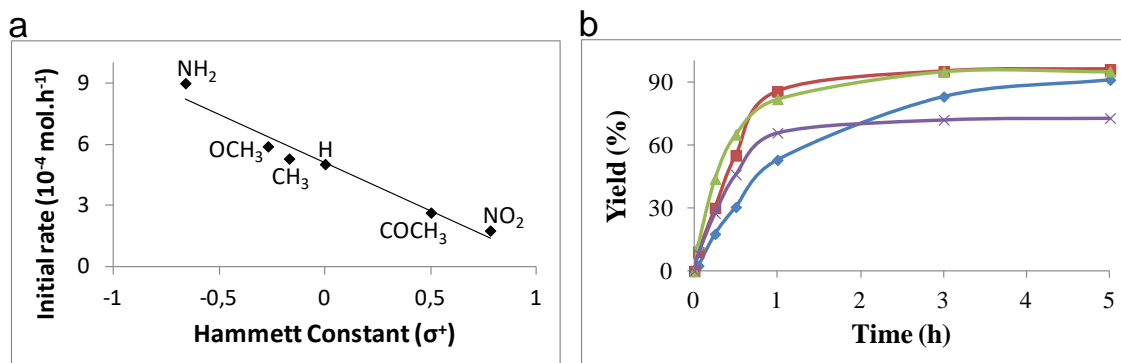 a
Initial rate (10⁻⁴ mol.h⁻¹)
9
6
3
0
NH₂
OCH₃
CH₃
H
COCH₃
NO₂
-1
-0,5
0
0,5
1
Hammett Constant (σ⁺)
b
Yield (%)
90
60
30
0
0
1
2
3
4
5
Time (h)